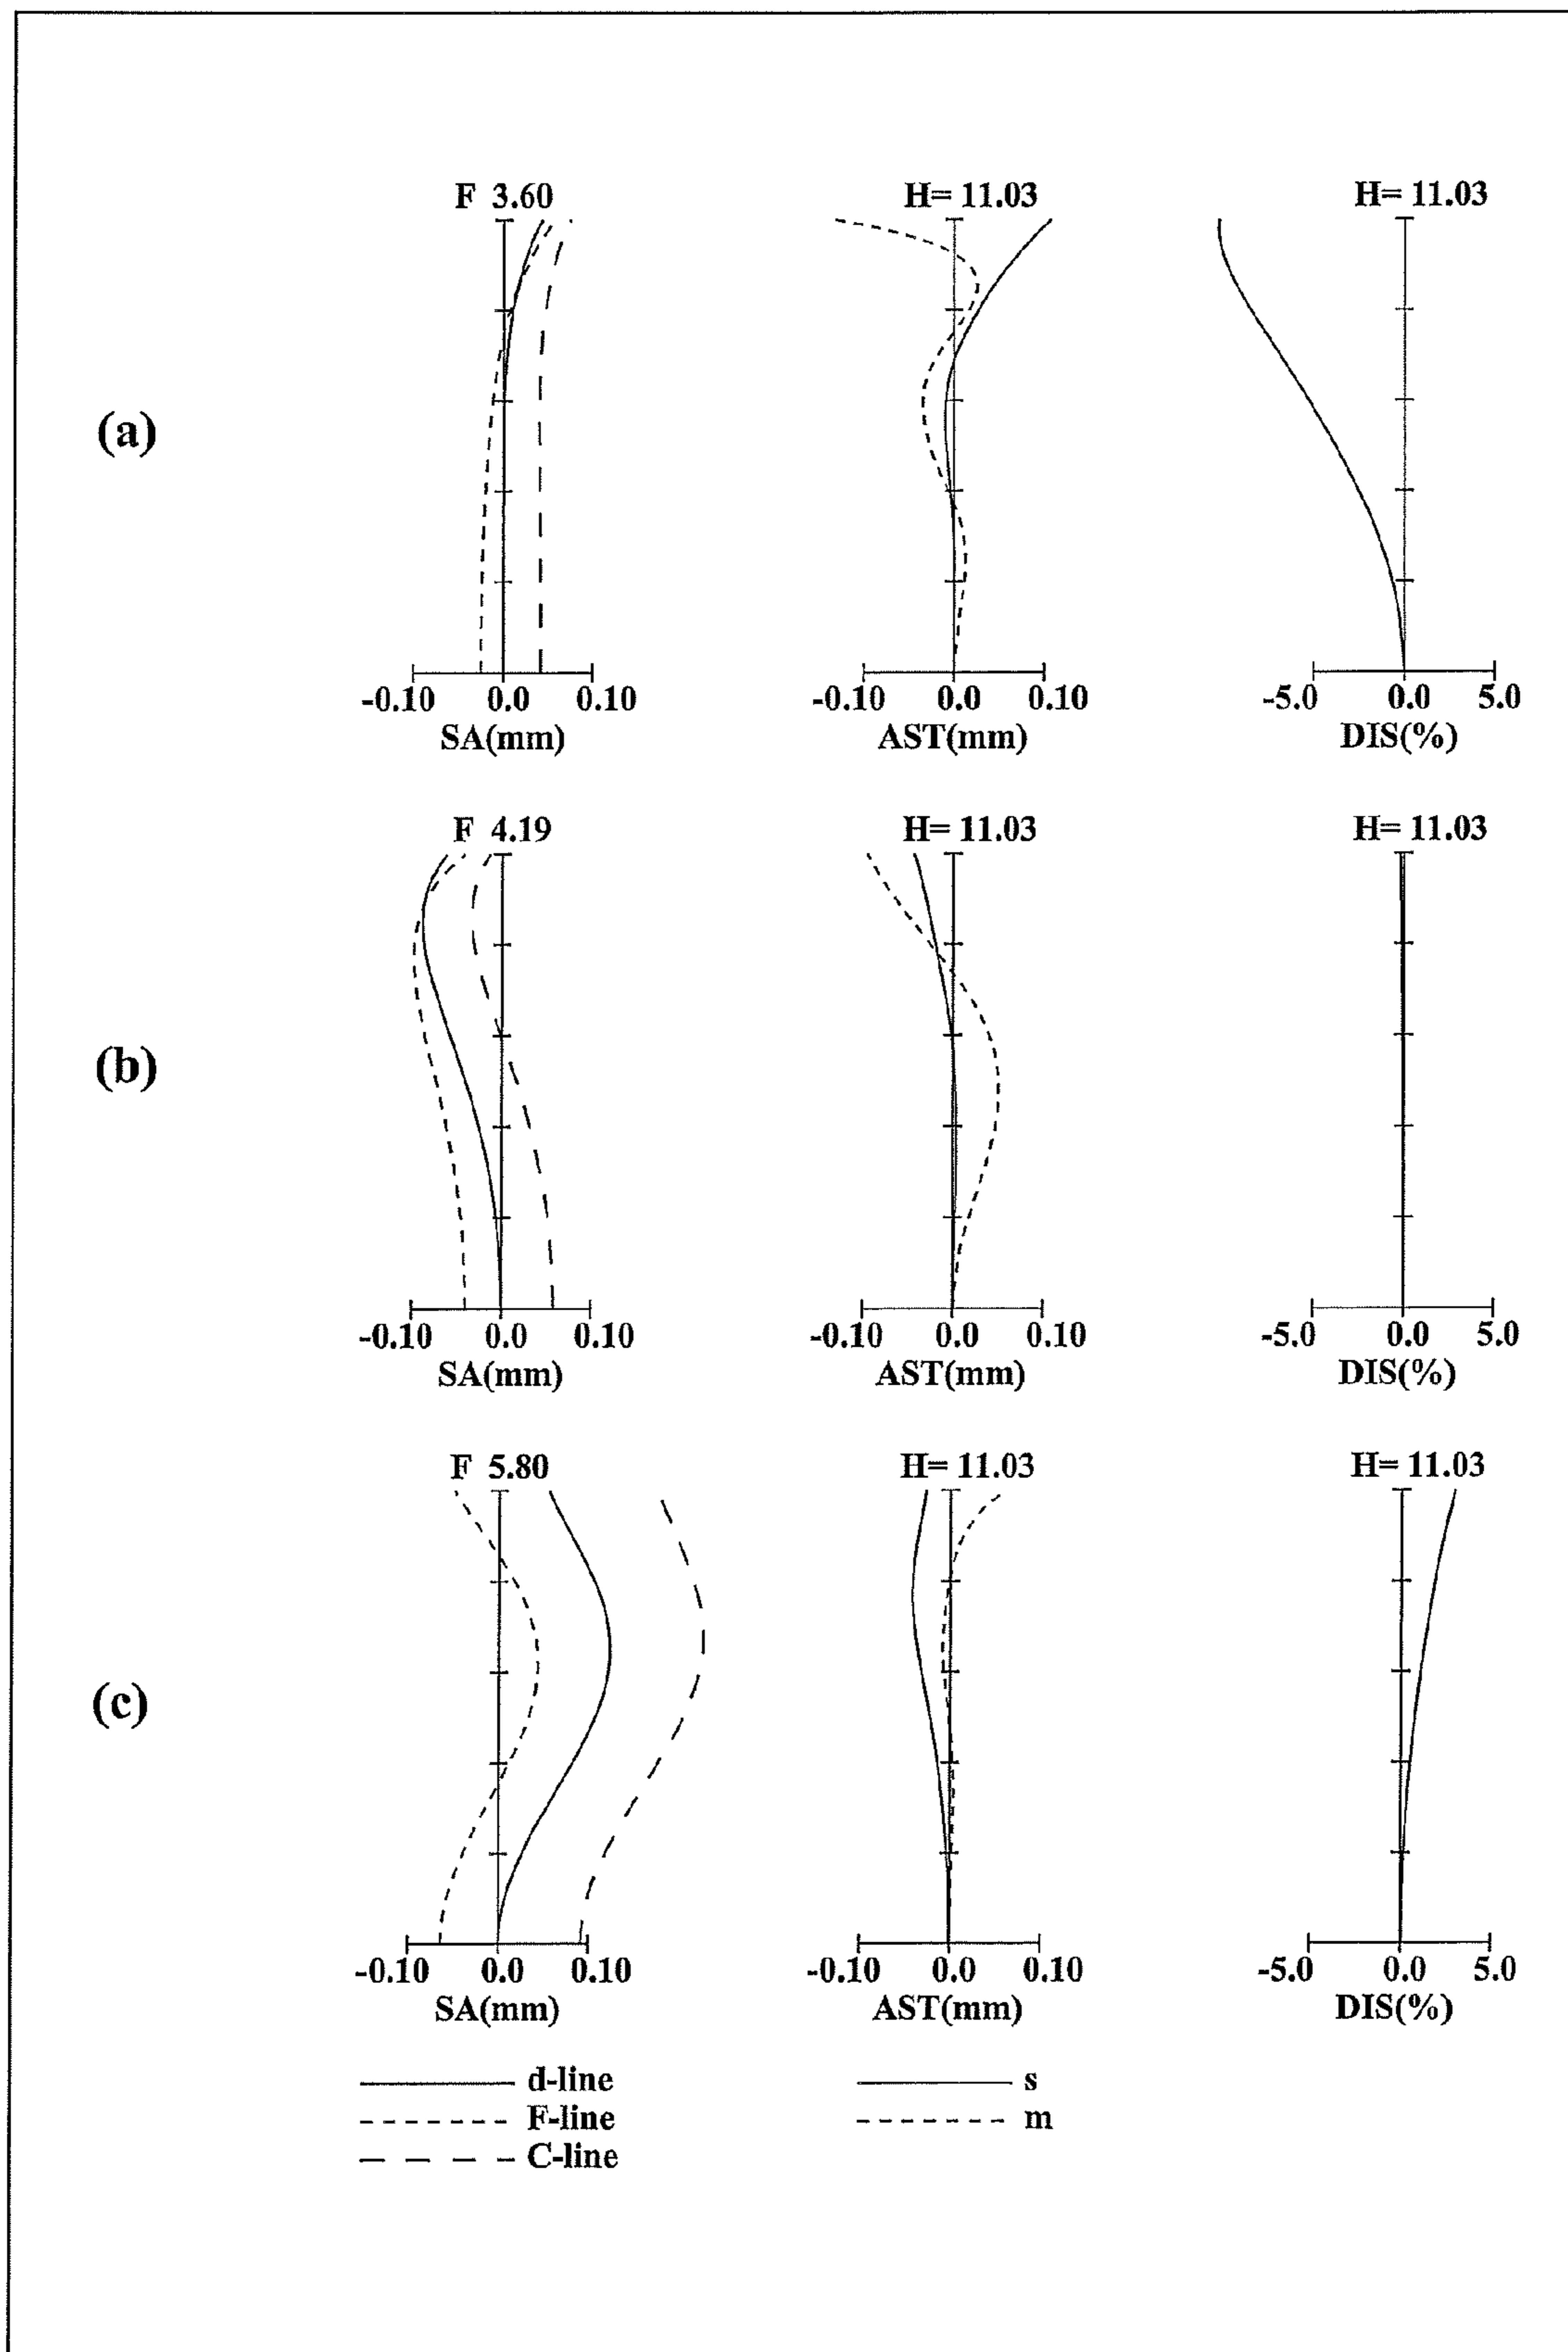 F 3.60 H= 11.03 H= 11.03
(a)
-0.10 0.0 0.10 -0.10 0.0 0.10 -5.0 0.0 5.0
SA(mm) AST(mm) DIS(%)
F 4.19 H= 11.03 H= 11.03
(b)
-0.10 0.0 0.10 -0.10 0.0 0.10 -5.0 0.0 5.0
SA(mm) AST(mm) DIS(%)
F 5.80 H= 11.03 H= 11.03
(c)
-0.10 0.0 0.10 -0.10 0.0 0.10 -5.0 0.0 5.0
SA(mm) AST(mm) DIS(%)
d-line s
F-line m
C-line